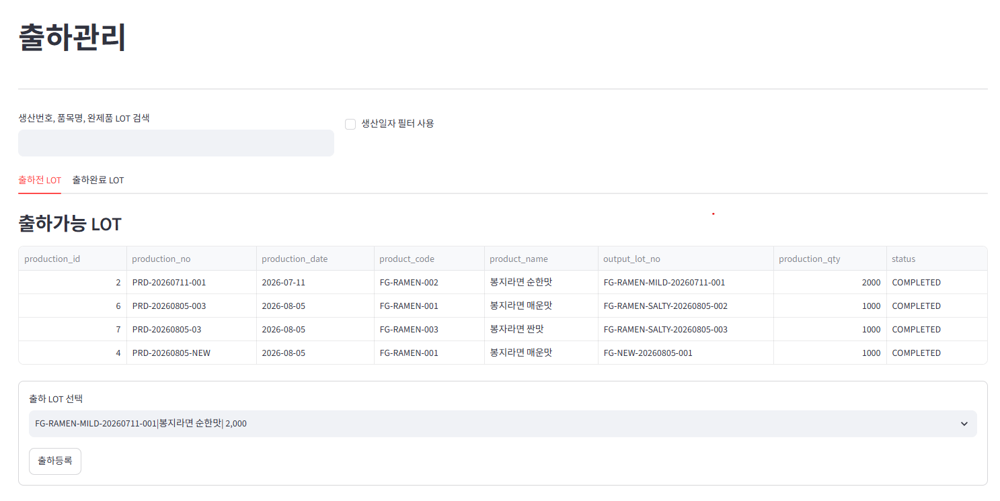 출하관리
생산번호, 품목명, 완제품 LOT 검색
생산일자 필터 사용
출하전 LOT 출하완료 LOT
출하가능 LOT
production_id production_no production_date product_code product_name output_lot_no production_qty status
2 PRD-20260711-001 2026-07-11 FG-RAMEN-002 봉지라면 순한맛 FG-RAMEN-MILD-20260711-001 2000 COMPLETED
6 PRD-20260805-003 2026-08-05 FG-RAMEN-001 봉지라면 매운맛 FG-RAMEN-SALTY-20260805-002 1000 COMPLETED
7 PRD-20260805-03 2026-08-05 FG-RAMEN-003 봉자라면 짠맛 FG-RAMEN-SALTY-20260805-003 1000 COMPLETED
4 PRD-20260805-NEW 2026-08-05 FG-RAMEN-001 봉지라면 매운맛 FG-NEW-20260805-001 1000 COMPLETED
출하 LOT 선택
FG-RAMEN-MILD-20260711-001|봉지라면 순한맛| 2,000
출하등록